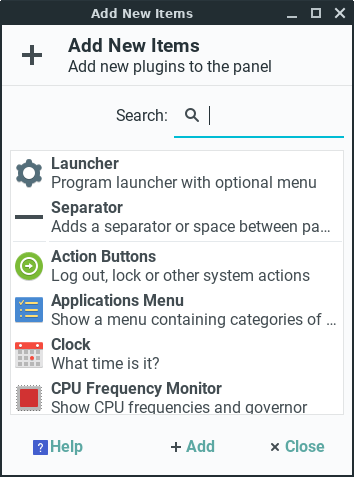 Add New Items
Add New Items
Add new plugins to the panel
Search:
Launcher
Program launcher with optional menu
Separator
Adds a separator or space between pa...
Action Buttons
Log out, lock or other system actions
Applications Menu
Show a menu containing categories of ...
Clock
What time is it?
CPU Frequency Monitor
Show CPU frequencies and governor
? Help
Add
Close